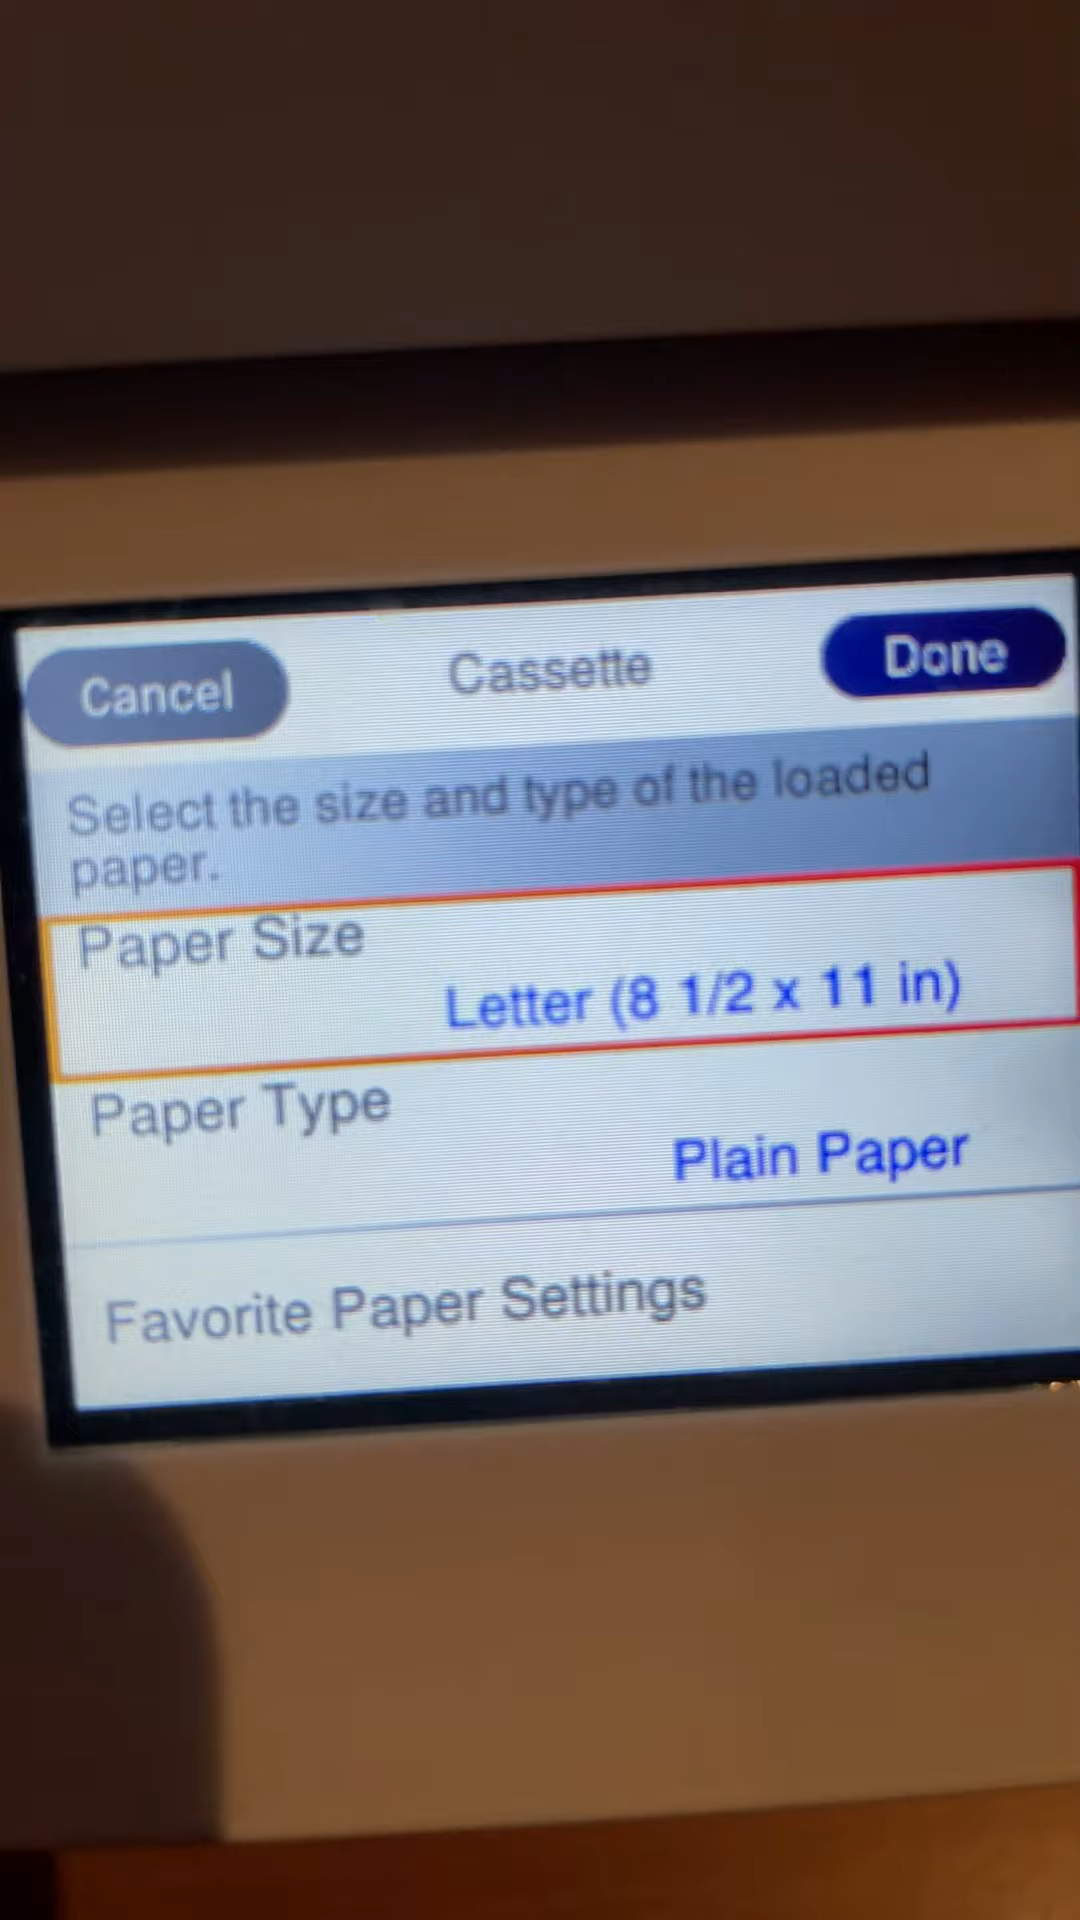 Cancel
Cassette
Done
Select the size and type of the loaded
paper.
Paper Size
Letter (8 1/2 x 11 in)
Paper Type
Plain Paper
Favorite Paper Settings